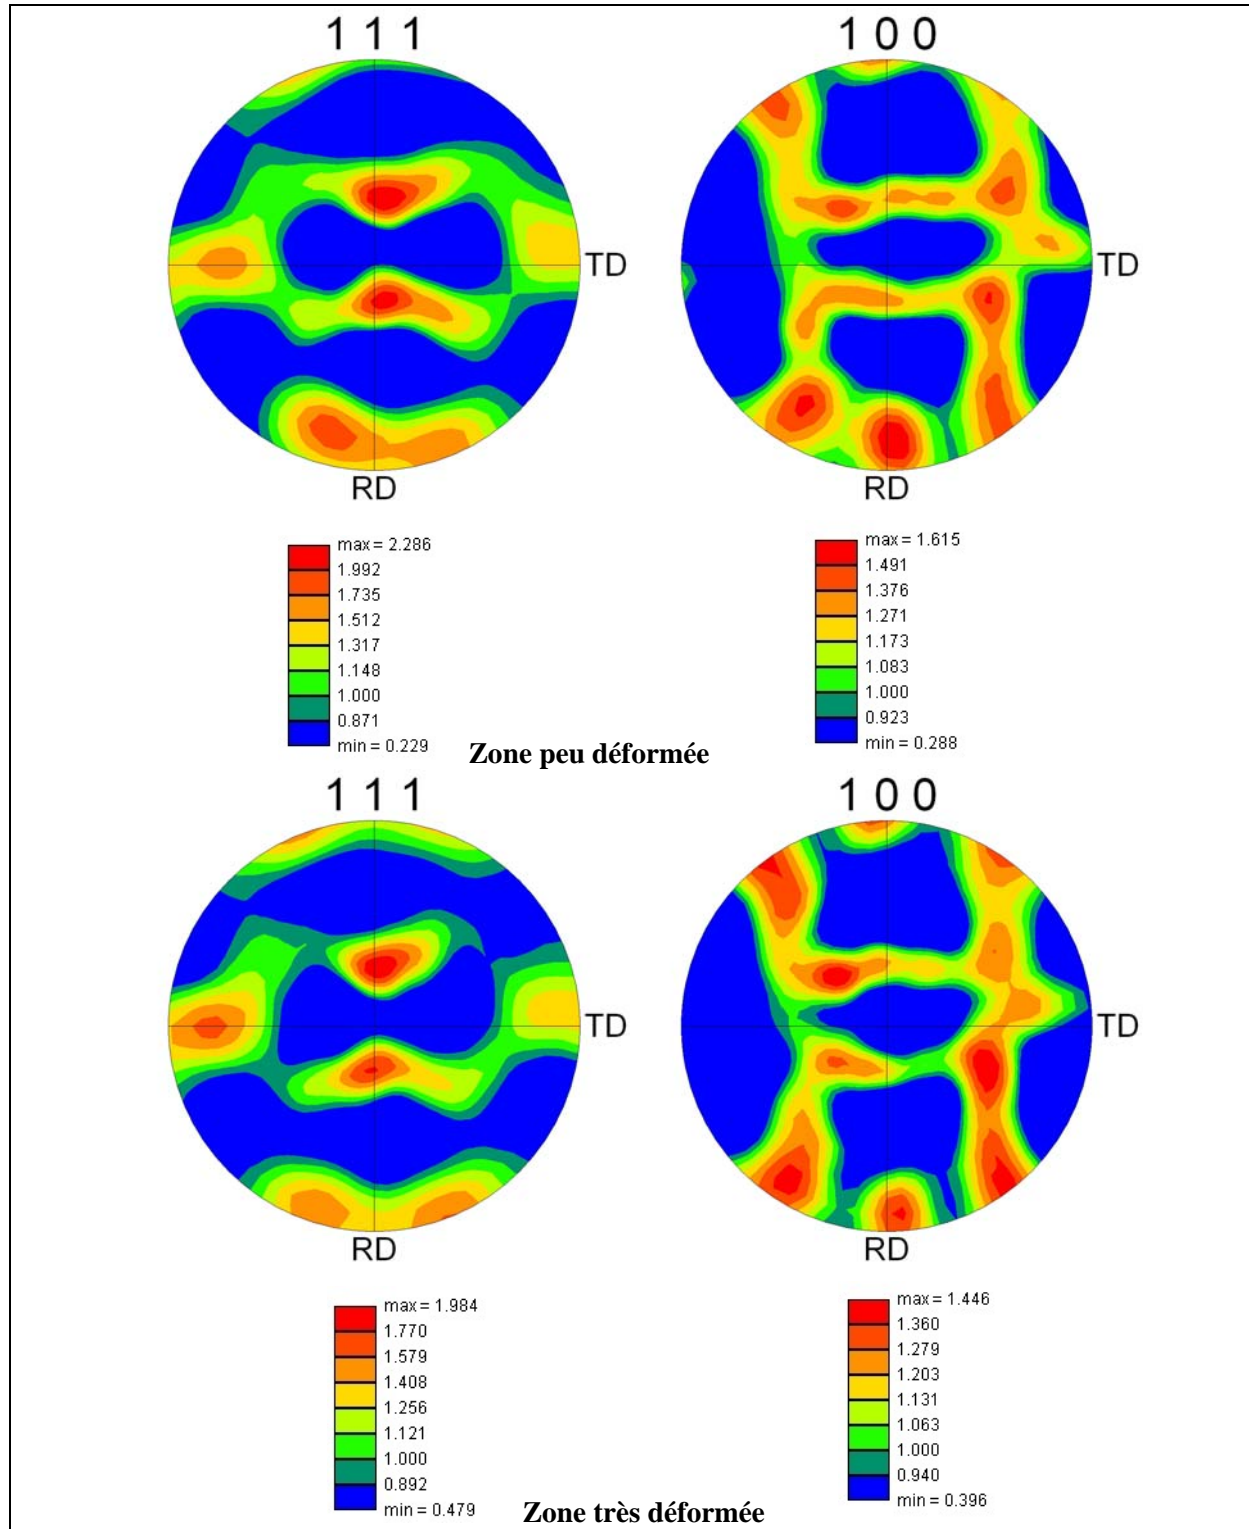 1 1 1
1 0 0
TD
TD
RD
RD
max = 2.286
1.992
1.735
1.512
1.317
1.148
1.000
0.871
min = 0.229
max = 1.615
1.491
1.376
1.271
1.173
1.083
1.000
0.923
min = 0.288
Zone peu déformée
1 1 1
1 0 0
TD
TD
RD
RD
max = 1.984
1.770
1.579
1.408
1.256
1.121
1.000
0.892
min = 0.479
max = 1.446
1.360
1.279
1.203
1.131
1.063
1.000
0.940
min = 0.396
Zone très déformée